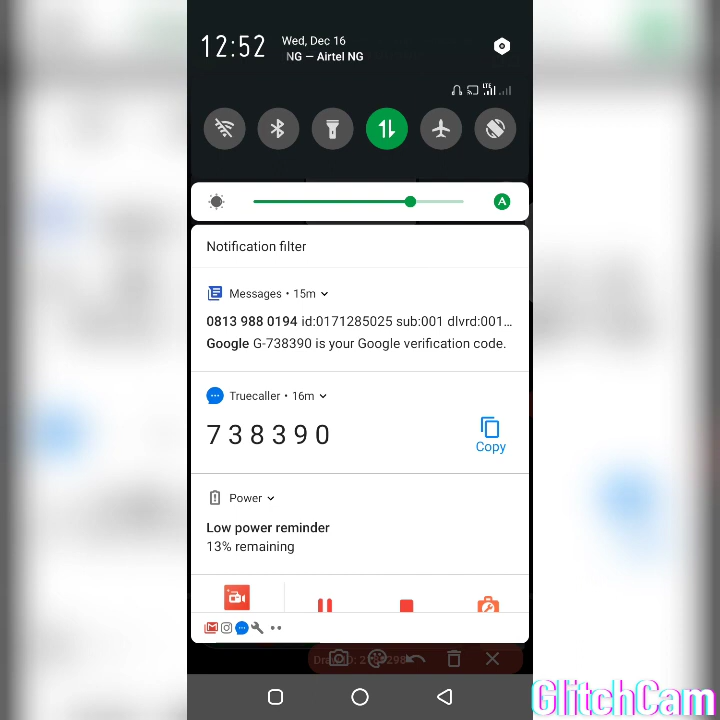 12:52
Wed, Dec 16
NG — Airtel NG
LTE
A
Notification filter
Messages • 15m
0813 988 0194 id:0171285025 sub:001 dlvrd:001...
Google G-738390 is your Google verification code.
Truecaller • 16m
738390
Copy
Power
Low power reminder
13% remaining
GlitchCam